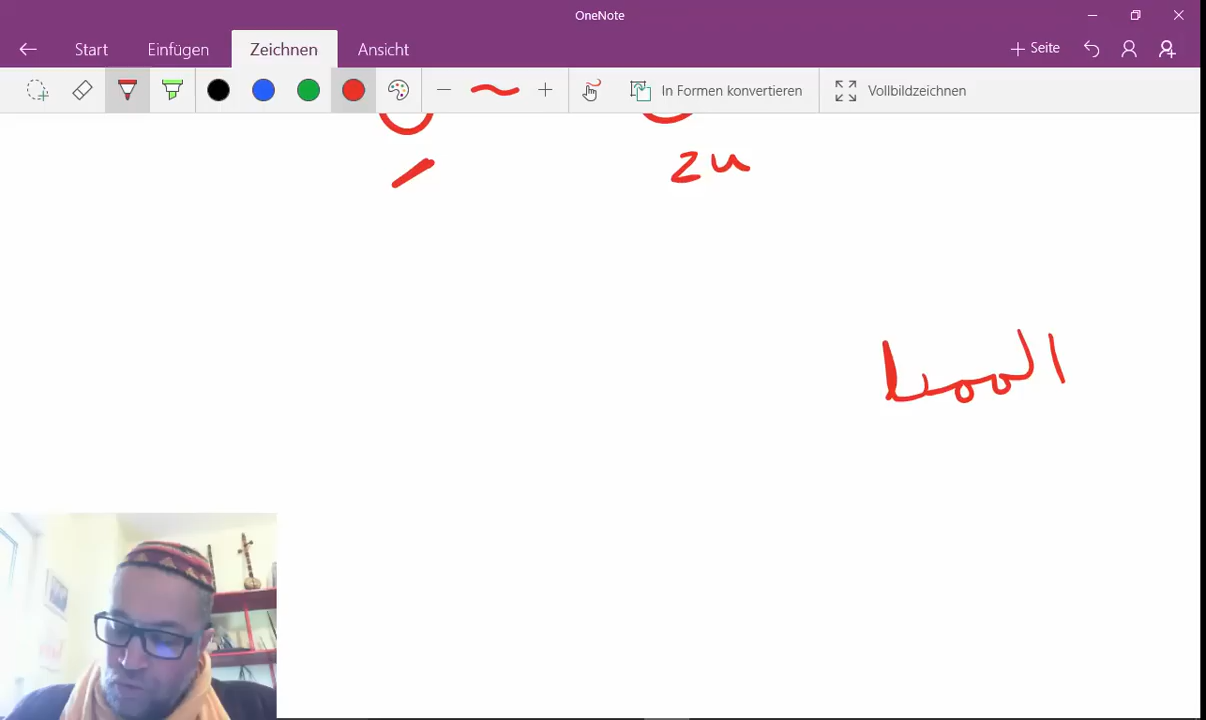 OneNote
Start Einfügen Zeichnen Ansicht Seite
In Formen konvertieren Vollbildzeichnen
zu